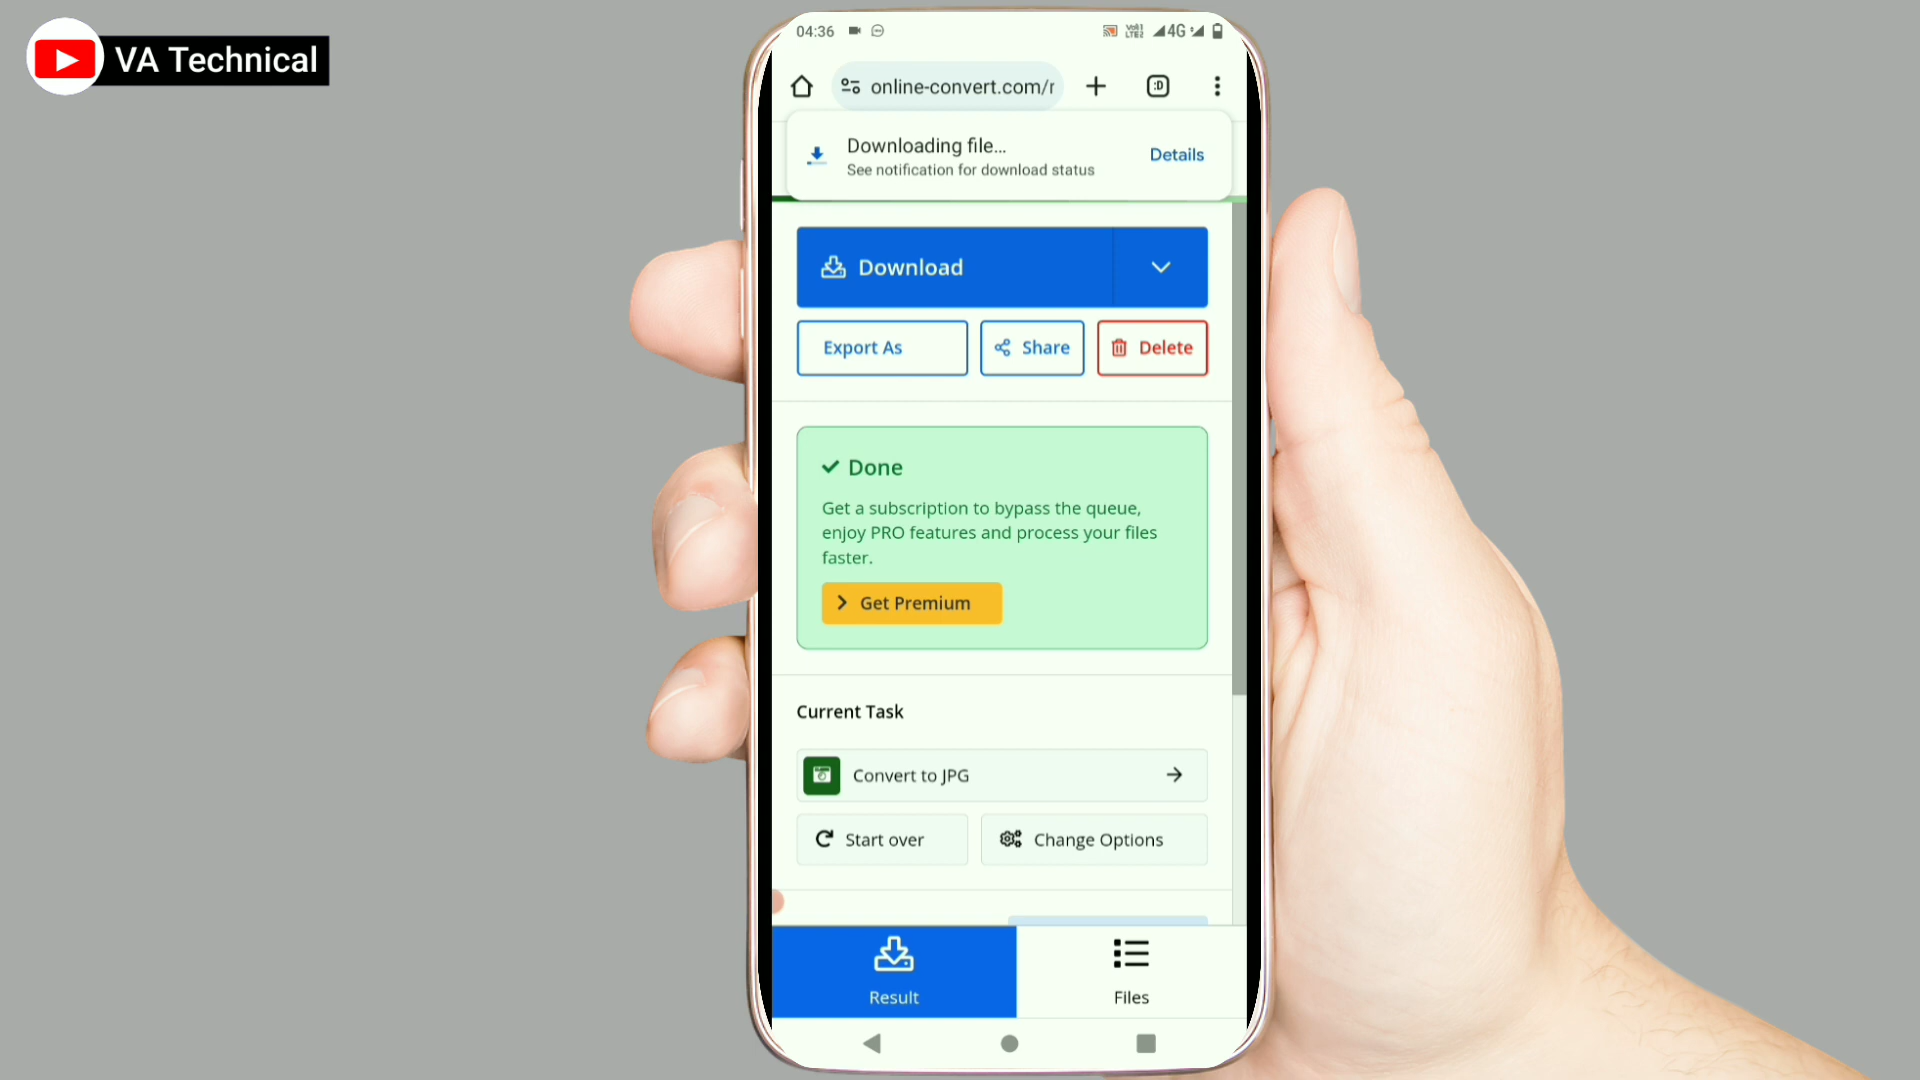 VA Technical
04:36
4G
online-convert.com/r
:D
Downloading file...
See notification for download status
Details
Download
Export As
Share
Delete
Done
Get a subscription to bypass the queue,
enjoy PRO features and process your files
faster.
Get Premium
Current Task
Convert to JPG
Start over
Change Options
Result
Files